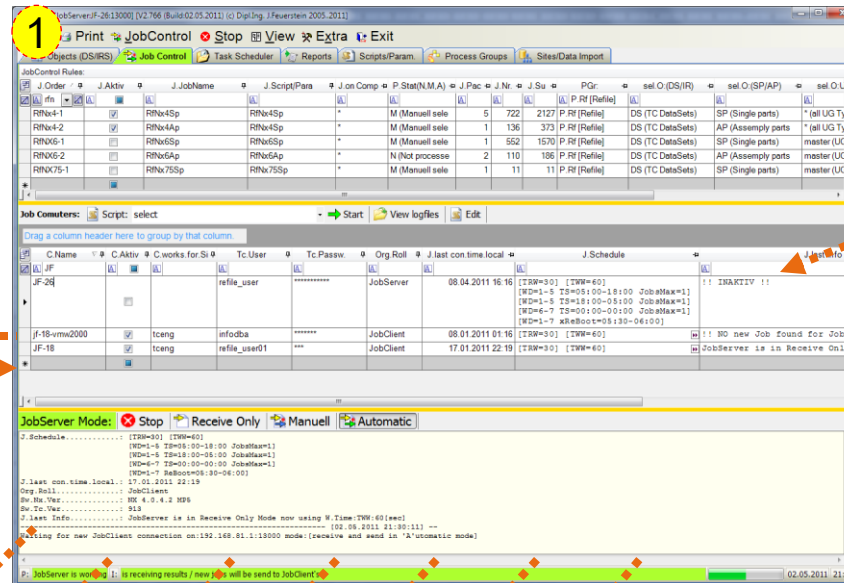 1
JobServer:JF-26:13000] [V2.766 (Build:02.05.2011) (c) Dipl.Ing. J.Feuerstein 2005..2011]
Print JobControl Stop View Extra Exit
Objects (DS/IRS) Job Control Task Scheduler Reports Scripts/Param. Process Groups Sites/Data Import
JobControl Rules:
J.Order J.Aktiv J.JobName J.Script/Para J.on Comp P.Stat(N,M,A) J.Pac J.Nr. J.Su PGr: sel.O:(DS/IR) sel.O:(SP/AP) sel.O:U
rfn P.Rf [Refile]
RfNx4-1 RfNx4Sp RfNx4Sp * M (Manuell sele 5 722 2127 P.Rf [Refile] DS (TC DataSets) SP (Single parts) * (all UG Ty
RfNx4-2 RfNx4Ap RfNx4Ap * M (Manuell sele 1 136 373 P.Rf [Refile] DS (TC DataSets) AP (Assemply parts * (all UG Ty
RfNX6-1 RfNx6Sp RfNx6Sp * M (Manuell sele 1 552 1570 P.Rf [Refile] DS (TC DataSets) SP (Single parts) master (UG
RfNX6-2 RfNx6Ap RfNx6Ap * N (Not processe 2 110 186 P.Rf [Refile] DS (TC DataSets) AP (Assemply parts master (UG
RfNX75-1 RfNx75Sp RfNx75Sp * M (Manuell sele 1 11 11 P.Rf [Refile] DS (TC DataSets) SP (Single parts) master (UG
Job Comuters: Script: select Start View logfiles Edit
Drag a column header here to group by that column.
C.Name C.Aktiv C.works.for.Si Tc.User Tc.Passw. Org.Roll J.last con.time.local J.Schedule J.last Info
JF
JF-26 refile_user *********** JobServer 08.04.2011 16:16 [TRW=30] [TWW=60] !! INAKTIV !!
[WD=1-5 TS=05:00-18:00 JobsMax=1]
[WD=1-5 TS=18:00-05:00 JobsMax=1]
[WD=6-7 TS=00:00-00:00 JobsMax=1]
[WD=1-7 xReBoot=05:30-06:00]
jf-18-vmw2000 tceng infodba ******* JobClient 08.01.2011 01:16 [TRW=30] [TWW=60] !! NO new Job found for Job
JF-18 tceng refile_user01 *** JobClient 17.01.2011 22:19 [TRW=30] [TWW=60] JobServer is in Receive Onl
JobServer Mode: Stop Receive Only Manuell Automatic
J.Schedule............: [TRW=30] [TWW=60]
[WD=1-5 TS=05:00-18:00 JobsMax=1]
[WD=1-5 TS=18:00-05:00 JobsMax=1]
[WD=6-7 TS=00:00-00:00 JobsMax=1]
[WD=1-7 ReBoot=05:30-06:00]
J.last con.time.local.: 17.01.2011 22:19
Org.Roll..............: JobClient
Sw.Nx.Ver.............: NX 4.0.4.2 MP5
Sw.Tc.Ver.............: 913
J.last Info...........: JobServer is in Receive Only Mode now using W.Time:TWW:60[sec]
[02.05.2011 21:30:11] --
Waiting for new JobClient connection on:192.168.81.1:13000 mode:[receive and send in 'A'utomatic mode]
P: JobServer is working I: is receiving results / new jobs will be send to JobClient's 02.05.2011 21: